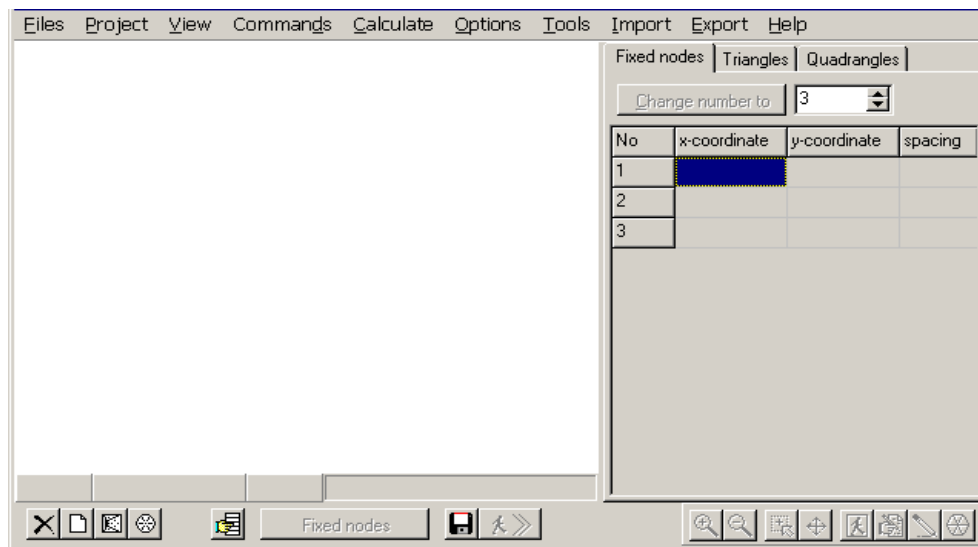 Files Project View Commands Calculate Options Tools Import Export Help
Fixed nodes Triangles Quadrangles
Change number to 3
No x-coordinate y-coordinate spacing
1
2
3
Fixed nodes